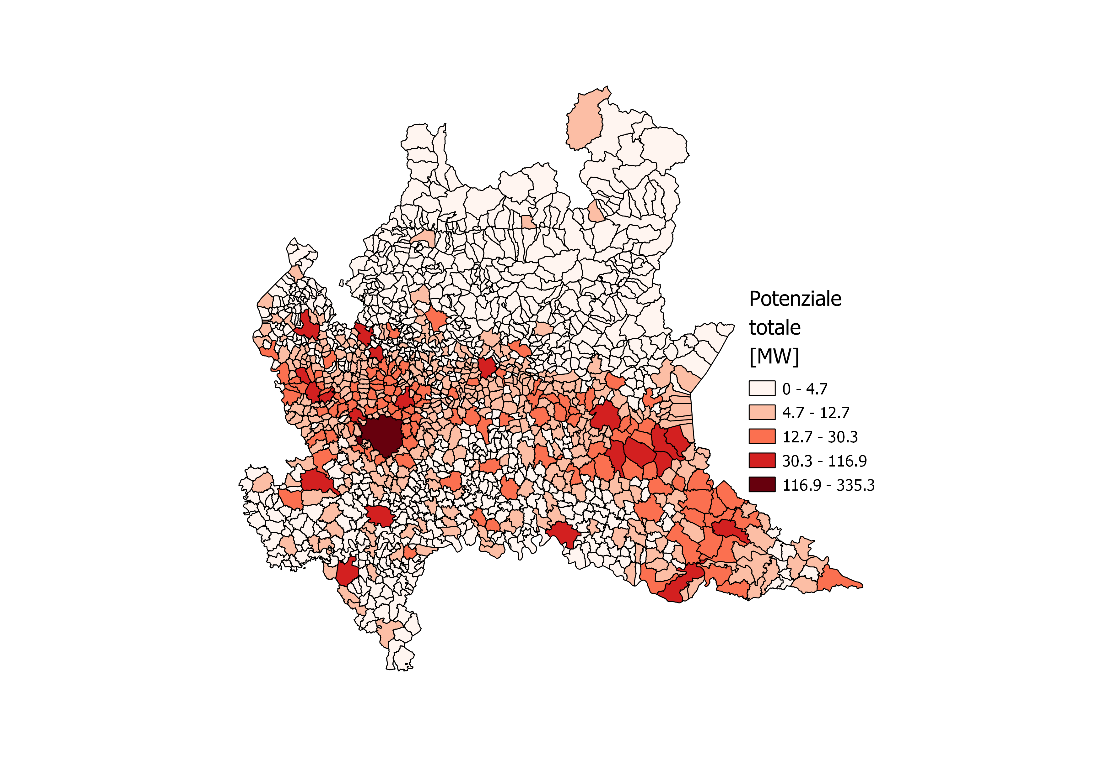 Potenziale
totale
[MW]
0 - 4.7
4.7 - 12.7
12.7 - 30.3
30.3 - 116.9
116.9 - 335.3